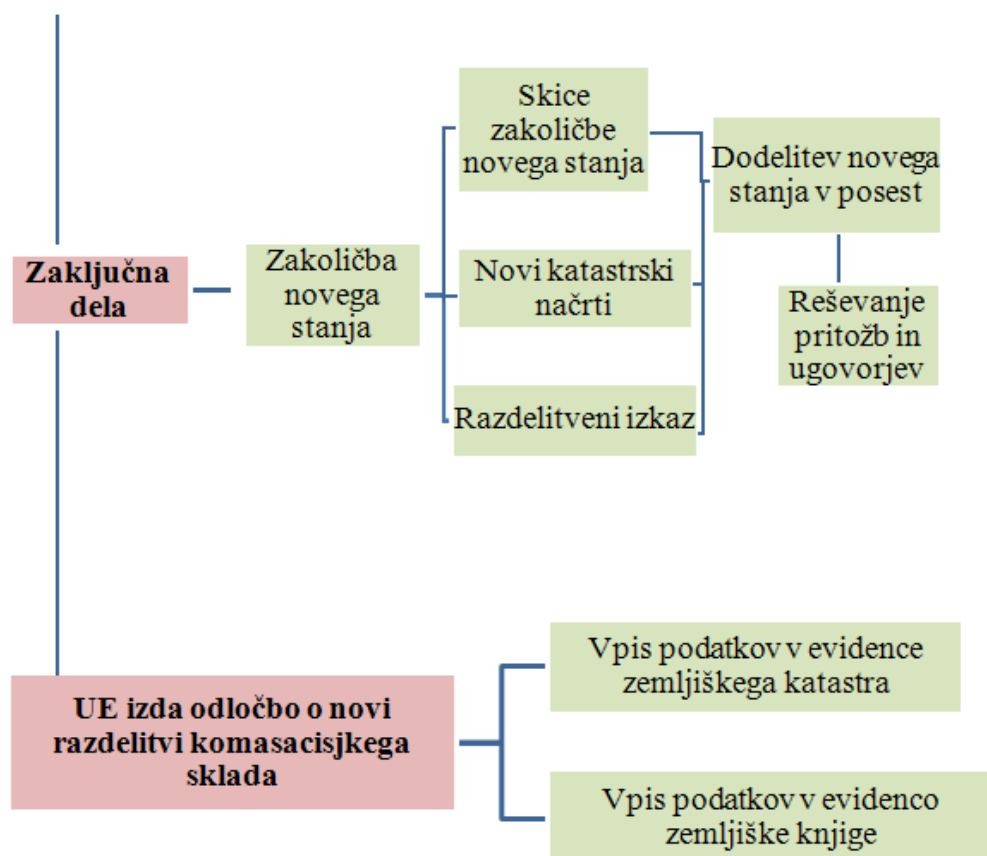 Zaključna
dela
Zakoličba
novega
stanja
Skice
zakoličbe
novega stanja
Novi katastrski
načrti
Razdelitveni izkaz
Dodelitev novega
stanja v posest
Reševanje
pritožb in
ugovorjev
UE izda odločbo o novi
razdelitvi komasacisjkega
sklada
Vpis podatkov v evidence
zemljiškega katastra
Vpis podatkov v evidenco
zemljiške knjige